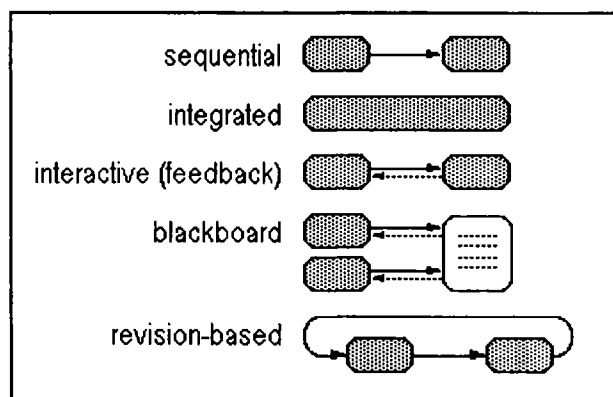 sequential
integrated
interactive (feedback)
blackboard
revision-based